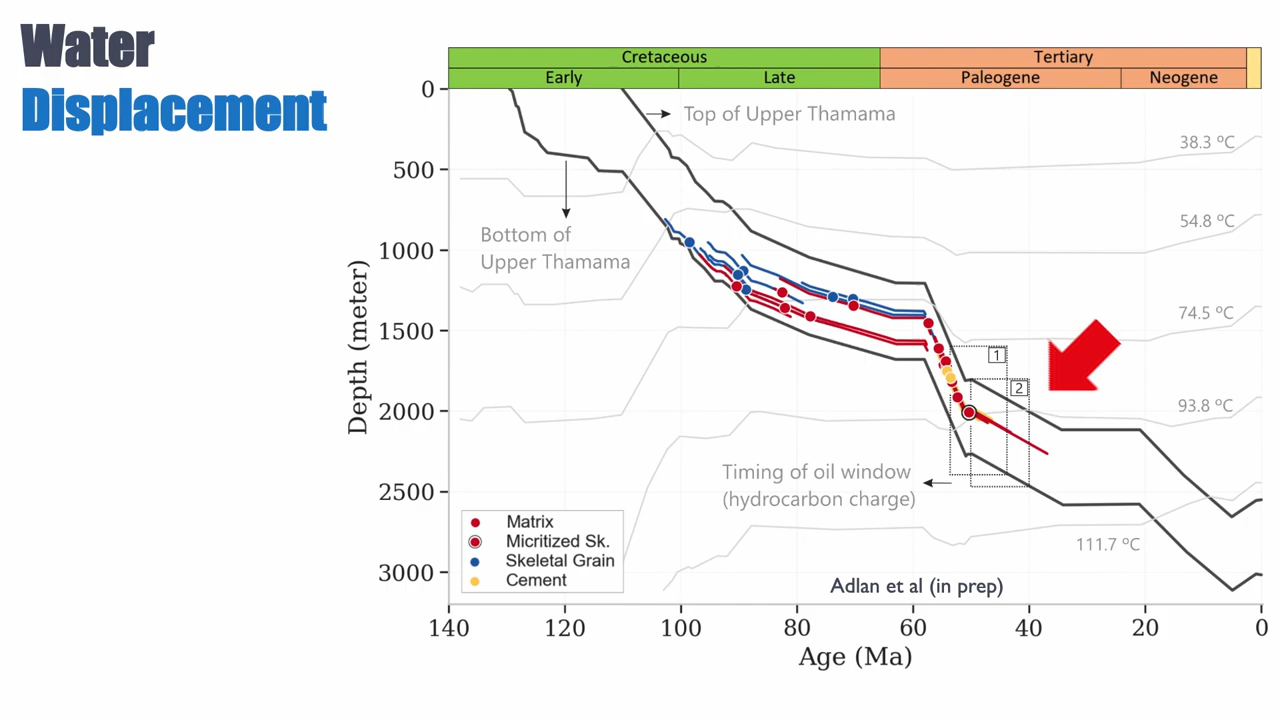 Water
Displacement
Cretaceous
Tertiary
Early
Late
Paleogene
Neogene
0
Top of Upper Thamama
38.3 ºC
500
54.8 ºC
Bottom of
Upper Thamama
1000
74.5 ºC
1500
1
2
93.8 ºC
2000
Timing of oil window
(hydrocarbon charge)
2500
111.7 ºC
3000
Depth (meter)
Matrix
Micritized Sk.
Skeletal Grain
Cement
Adlan et al (in prep)
140
120
100
80
60
40
20
0
Age (Ma)